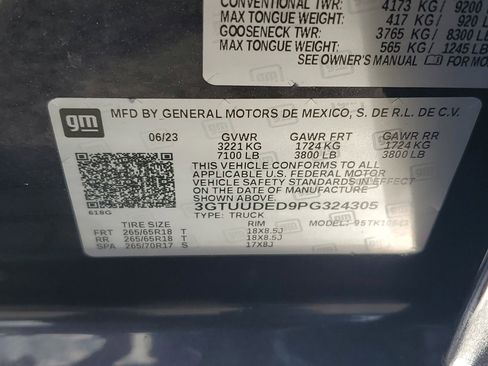 CONVENTIONAL TWR: 4173 KG/ 9200
MAX TONGUE WEIGHT: 417 KG/ 920 LB
GOOSENECK TWR: 3765 KG/ 8300 LB
MAX TONGUE WEIGHT: 565 KG/ 1245 LB
SEE OWNER'S MANUAL FOR MO
gm
MFD BY GENERAL MOTORS DE MEXICO, S. DE R.L. DE C.V.
06/23 GVWR GAWR FRT GAWR RR
3221 KG 1724 KG 1724 KG
7100 LB 3800 LB 3800 LB
THIS VEHICLE CONFORMS TO ALL
APPLICABLE U.S. FEDERAL MOTOR
VEHICLE SAFETY STANDARDS IN EFFECT
ON THE DATE OF MANUFACTURE
SHOWN ABOVE.
618G
3GTUUDED9PG324305
TYPE: TRUCK MODEL:
TIRE SIZE SPEED RTG RIM
FRT 265/65R18 T 18X8.5J
RR 265/65R18 T 18X8.5J
SPA 265/70R17 S 17X8J